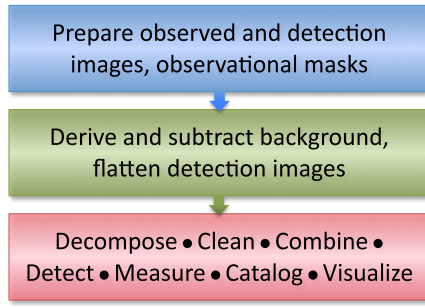 Prepare observed and detection
images, observational masks
Derive and subtract background,
flatten detection images
Decompose • Clean • Combine •
Detect • Measure • Catalog • Visualize